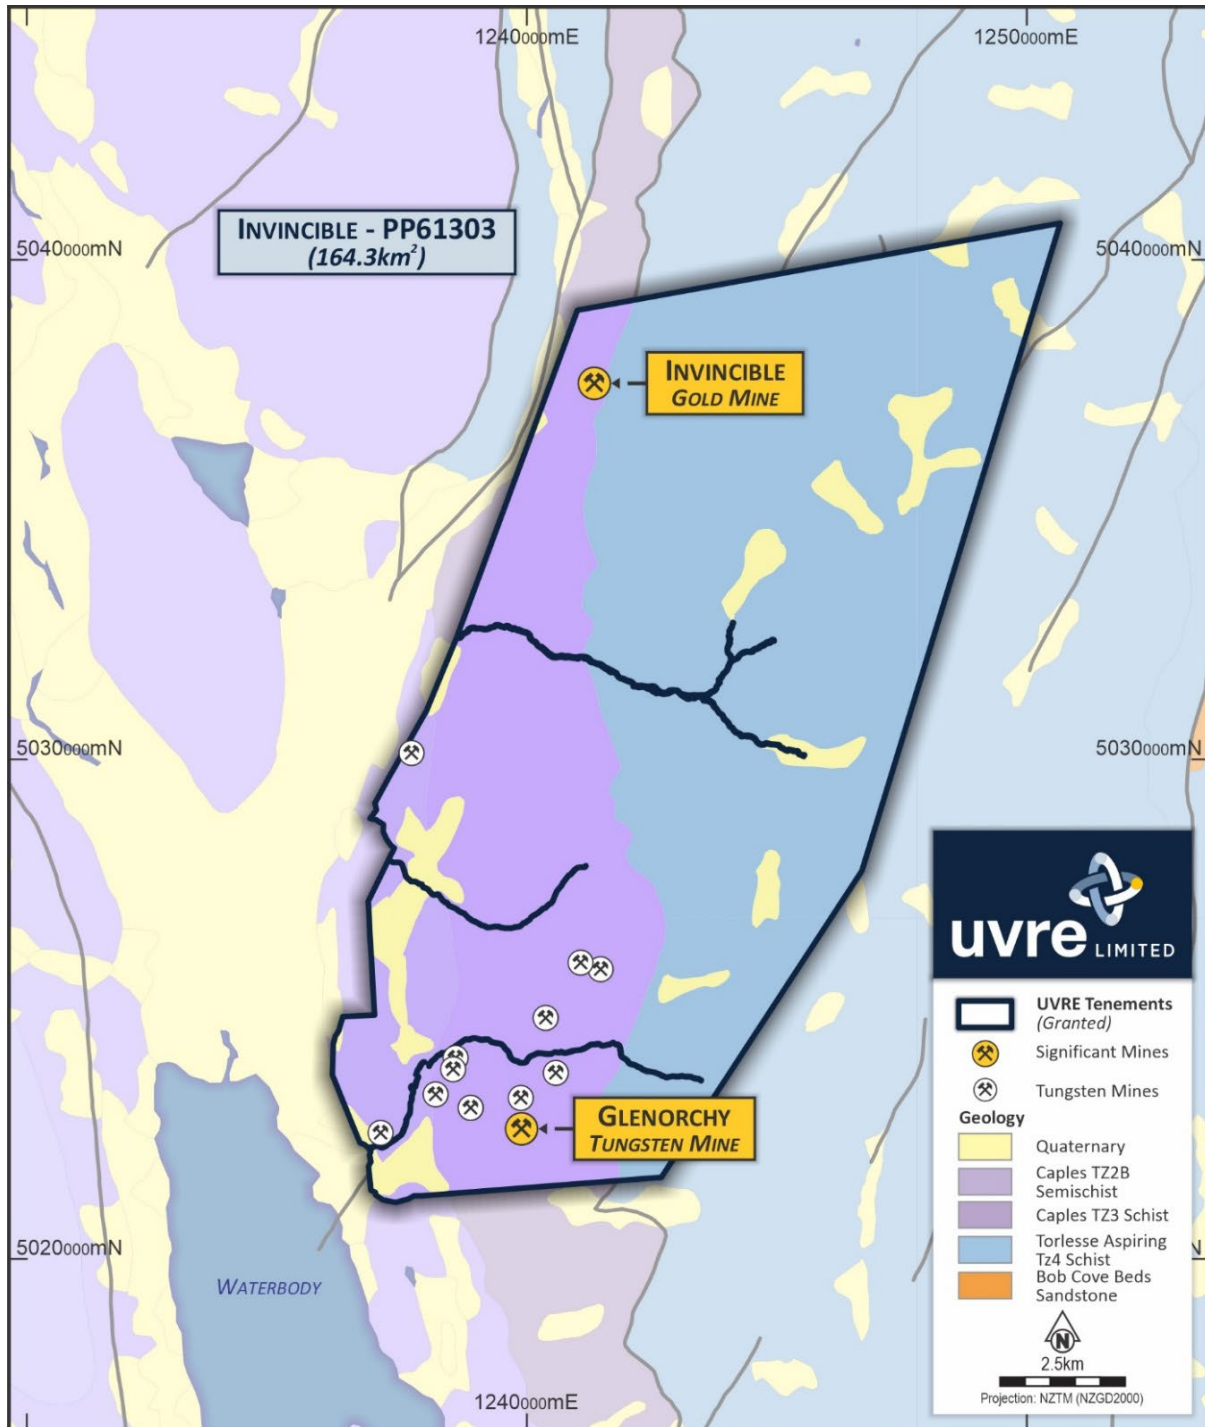 1240000mE
1250000mE
INVINCIBLE - PP61303
(164.3km²)
5040000mN
5040000mN
INVINCIBLE
GOLD MINE
5030000mN
5030000mN
uvre LIMITED
UVRE Tenements
(Granted)
Significant Mines
Tungsten Mines
Geology
Quaternary
Caples TZ2B
Semischist
Caples TZ3 Schist
Torlesse Aspiring
Tz4 Schist
Bob Cove Beds
Sandstone
N
2.5km
Projection: NZTM (NZGD2000)
GLENORCHY
TUNGSTEN MINE
5020000mN
N
WATERBODY
1240000mE